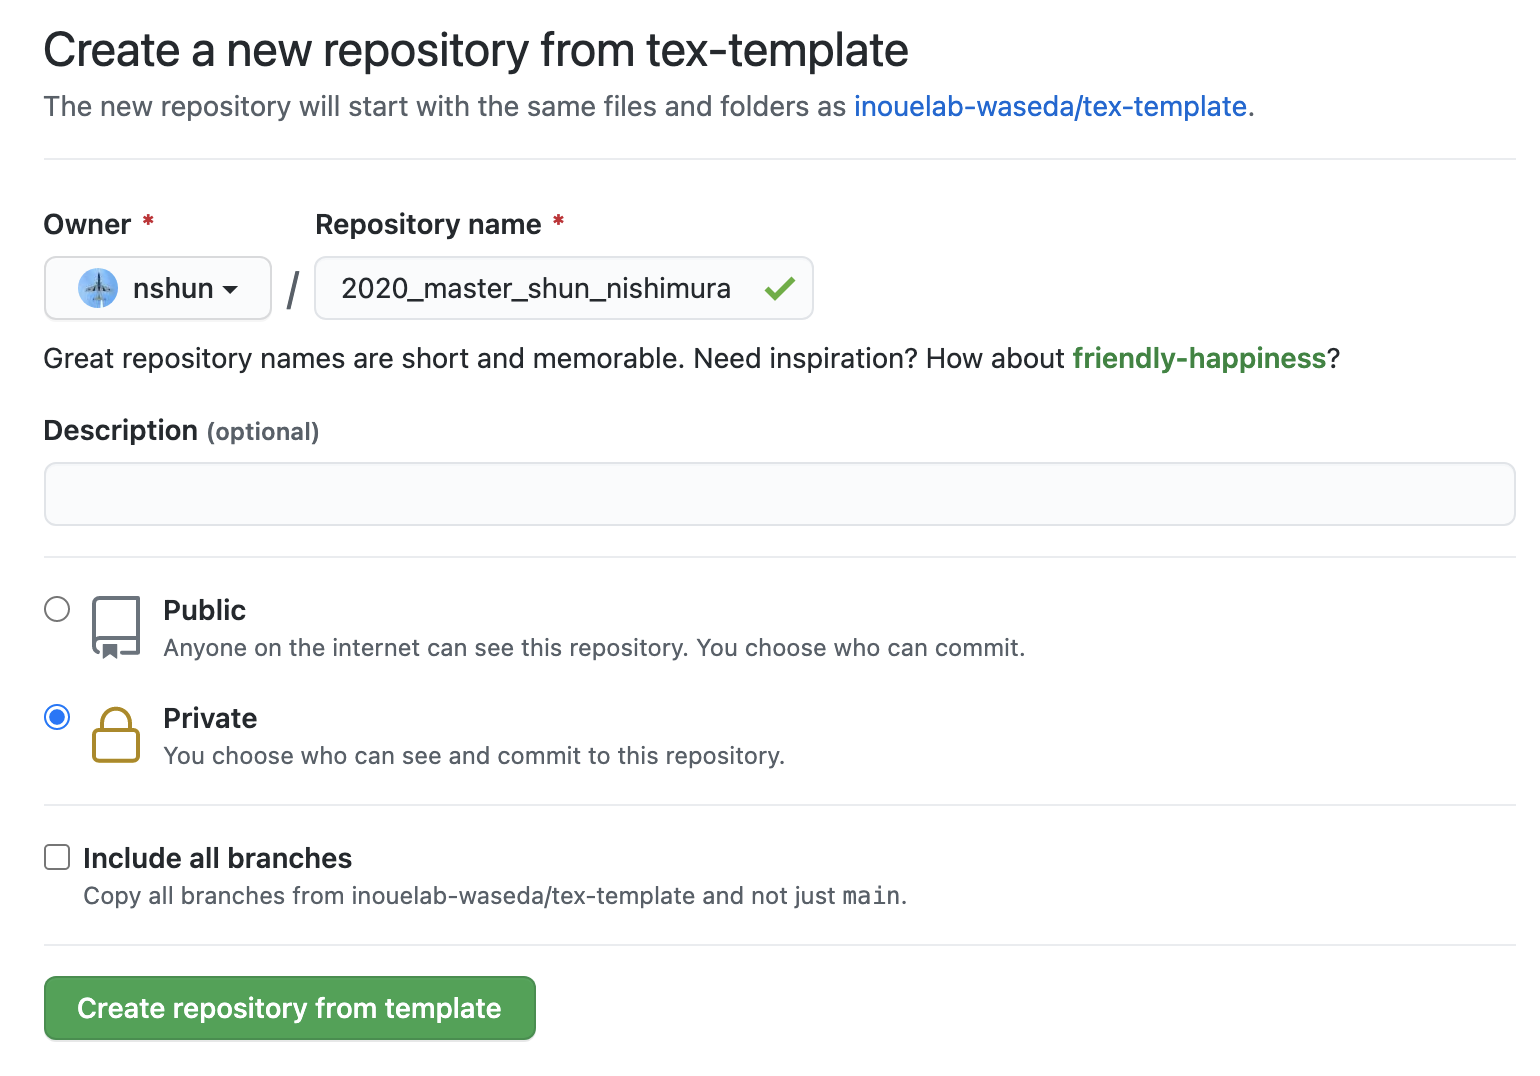 Create a new repository from tex-template
The new repository will start with the same files and folders as inouelab-waseda/tex-template.
Owner * Repository name *
nshun / 2020_master_shun_nishimura
Great repository names are short and memorable. Need inspiration? How about friendly-happiness?
Description (optional)
Public
Anyone on the internet can see this repository. You choose who can commit.
Private
You choose who can see and commit to this repository.
Include all branches
Copy all branches from inouelab-waseda/tex-template and not just main.
Create repository from template